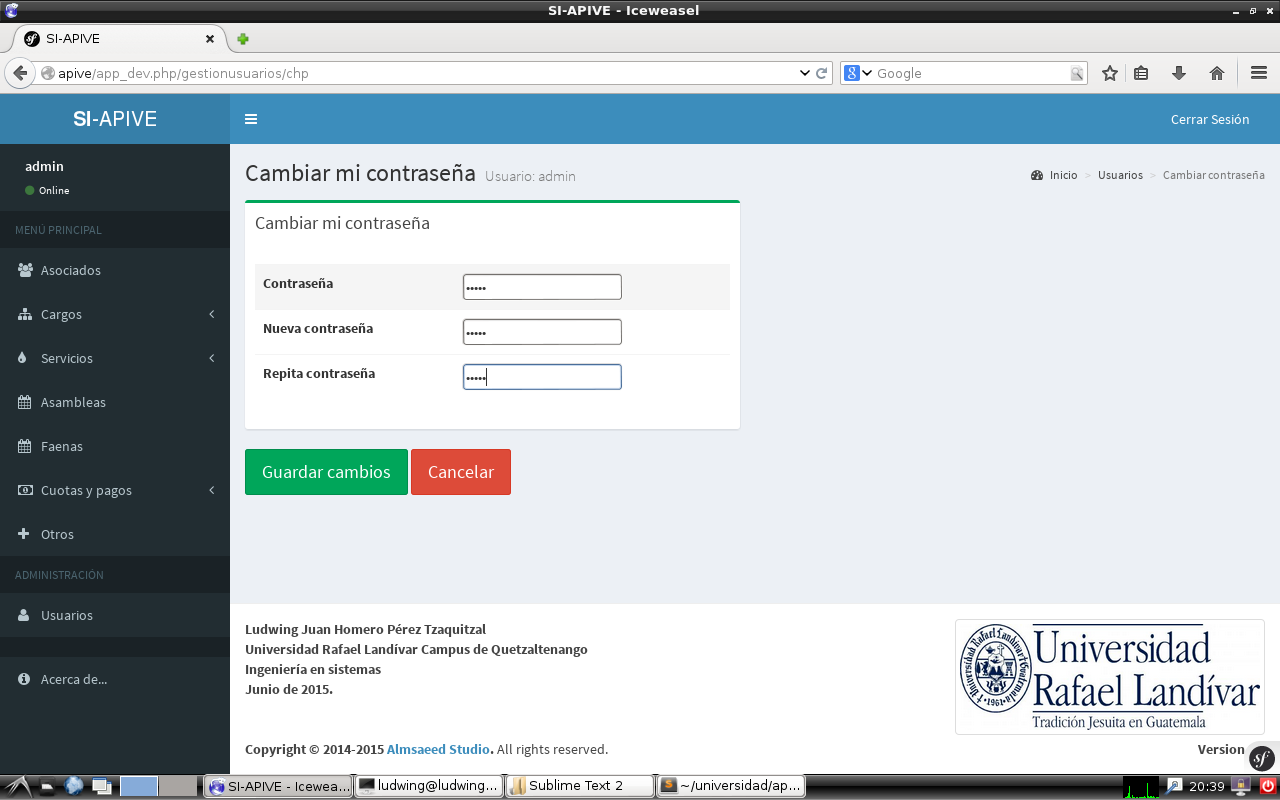 SI-APIVE - Iceweasel
SI-APIVE
apive/app_dev.php/gestionusuarios/chp
Google
SI-APIVE
Cerrar Sesión
admin
Online
MENÚ PRINCIPAL
Asociados
Cargos
Servicios
Asambleas
Faenas
Cuotas y pagos
Otros
ADMINISTRACIÓN
Usuarios
Acerca de...
Cambiar mi contraseña Usuario: admin
Inicio > Usuarios > Cambiar contraseña
Cambiar mi contraseña
Contraseña •••••
Nueva contraseña •••••
Repita contraseña •••••
Guardar cambios
Cancelar
Ludwing Juan Homero Pérez Tzaquitzal
Universidad Rafael Landívar Campus de Quetzaltenango
Ingeniería en sistemas
Junio de 2015.
Universidad
Rafael Landívar
Tradición Jesuita en Guatemala
Copyright © 2014-2015 Almsaeed Studio. All rights reserved.
Version
SI-APIVE - Icewea...
ludwing@ludwing...
Sublime Text 2
~/universidad/ap...
20:39